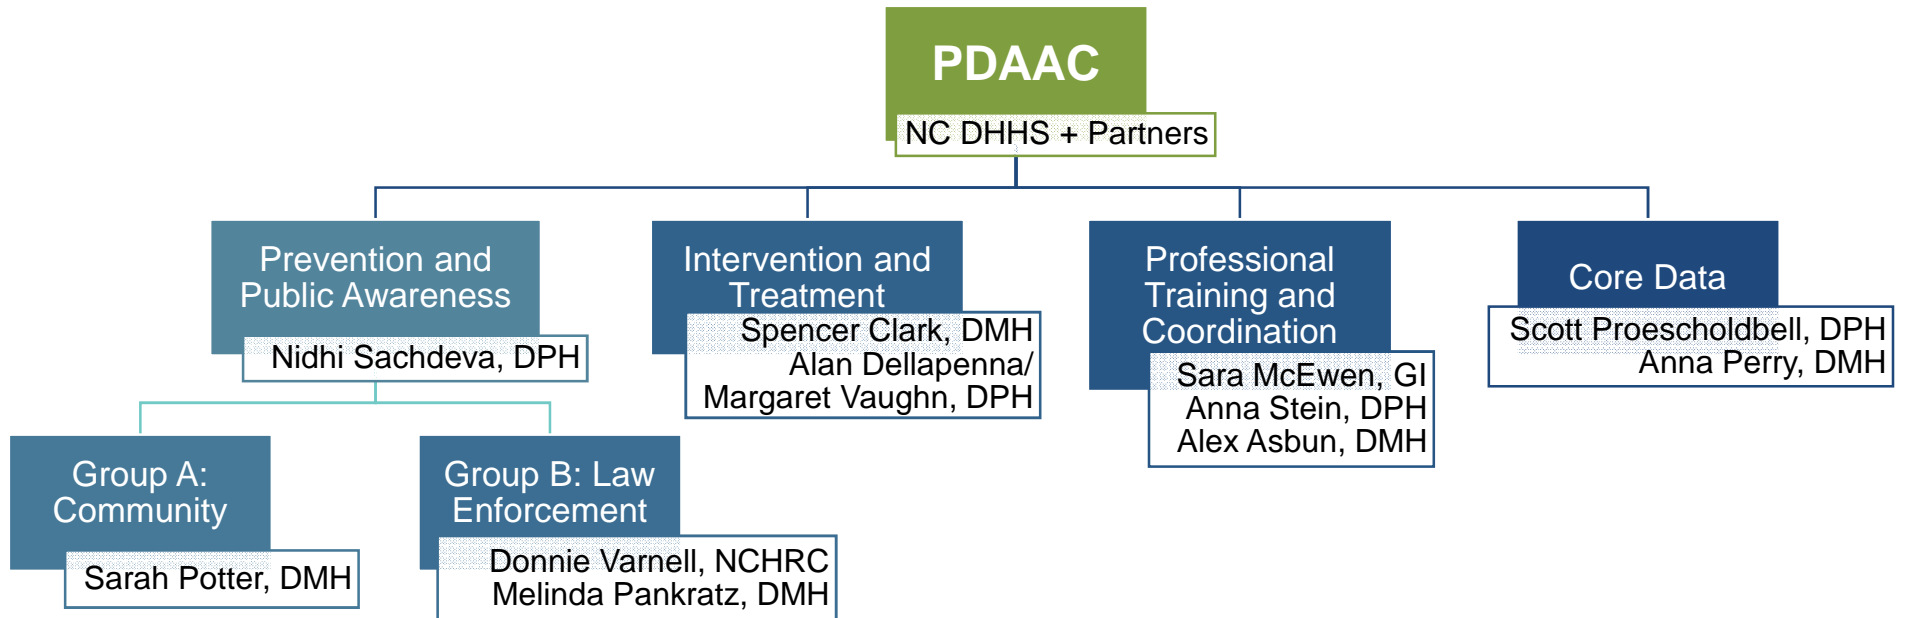 PDAAC
NC DHHS + Partners
Prevention and
Public Awareness
Nidhi Sachdeva, DPH
Intervention and
Treatment
Spencer Clark, DMH
Alan Dellapenna/
Margaret Vaughn, DPH
Professional
Training and
Coordination
Sara McEwen, GI
Anna Stein, DPH
Alex Asbun, DMH
Core Data
Scott Proescholdbell, DPH
Anna Perry, DMH
Group A:
Community
Sarah Potter, DMH
Group B: Law
Enforcement
Donnie Varnell, NCHRC
Melinda Pankratz, DMH